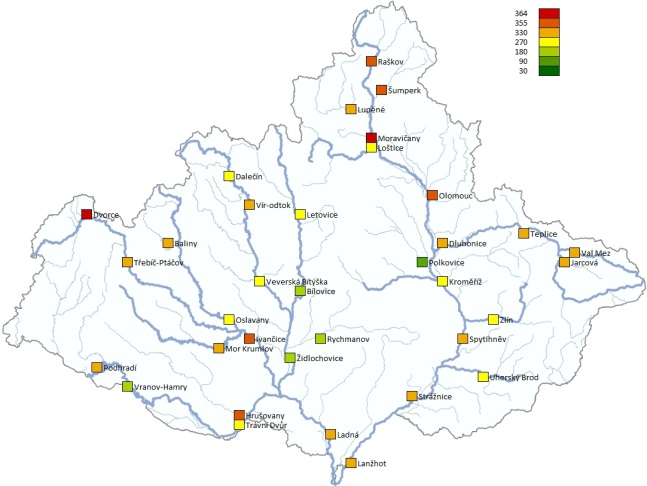 364
355
330
270
180
90
30
Raškov
Šumperk
Lupěné
Moravičany
Loštice
Dalečín
Olomouc
Vír-odtok
Dvorce
Letovice
Teplice
Baliny
Dluhonice
Val Mez
Třebíč-Ptáčov
Polkovice
Jarcová
Veverská Bítýška
Kroměříž
Bílovice
Oslavany
Zlín
Ivančice
Rychmanov
Spytihněv
Mor Krumlov
Židlochovice
Podhradí
Uherský Brod
Vranov-Hamry
Strážnice
Hrušovany
Trávní Dvůr
Ladná
Lanžhot